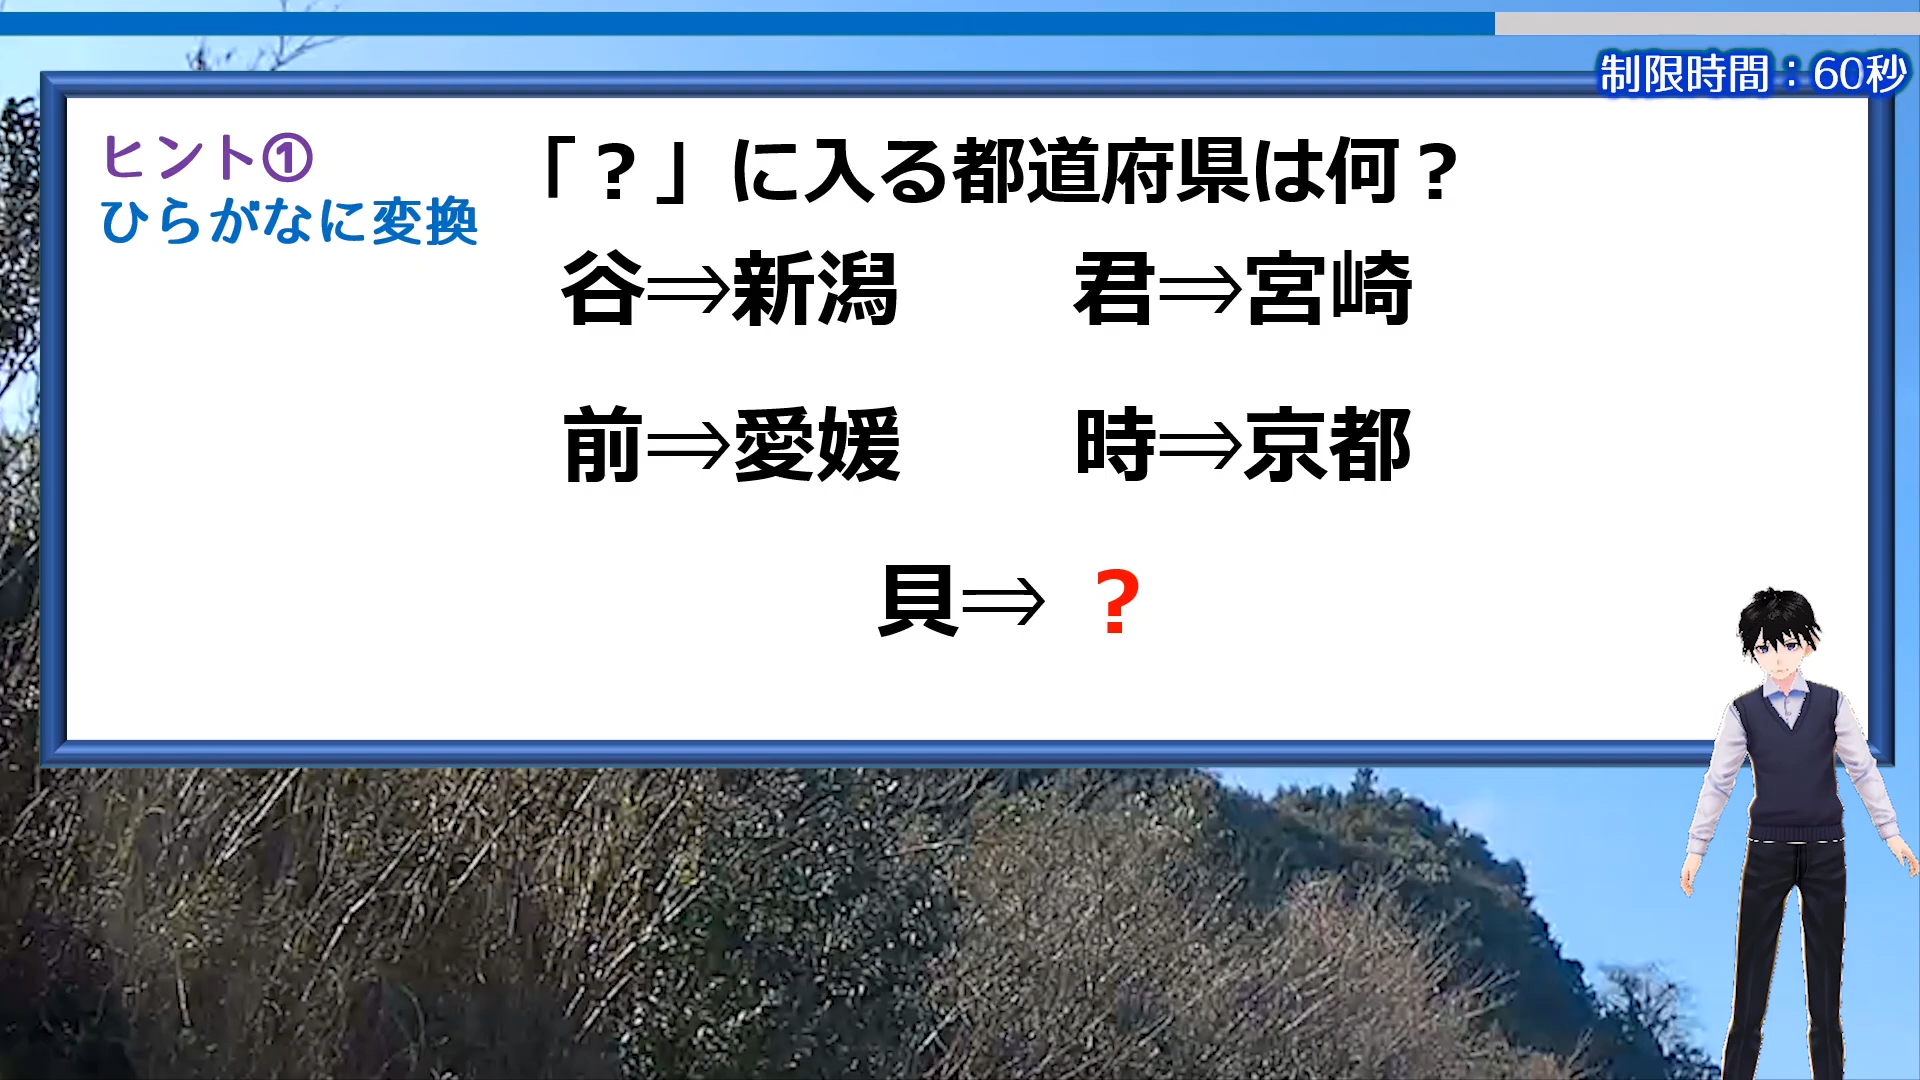 制限時間：60秒
ヒント①
ひらがなに変換
「？」に入る都道府県は何？
谷⇒新潟　君⇒宮崎
前⇒愛媛　時⇒京都
貝⇒？